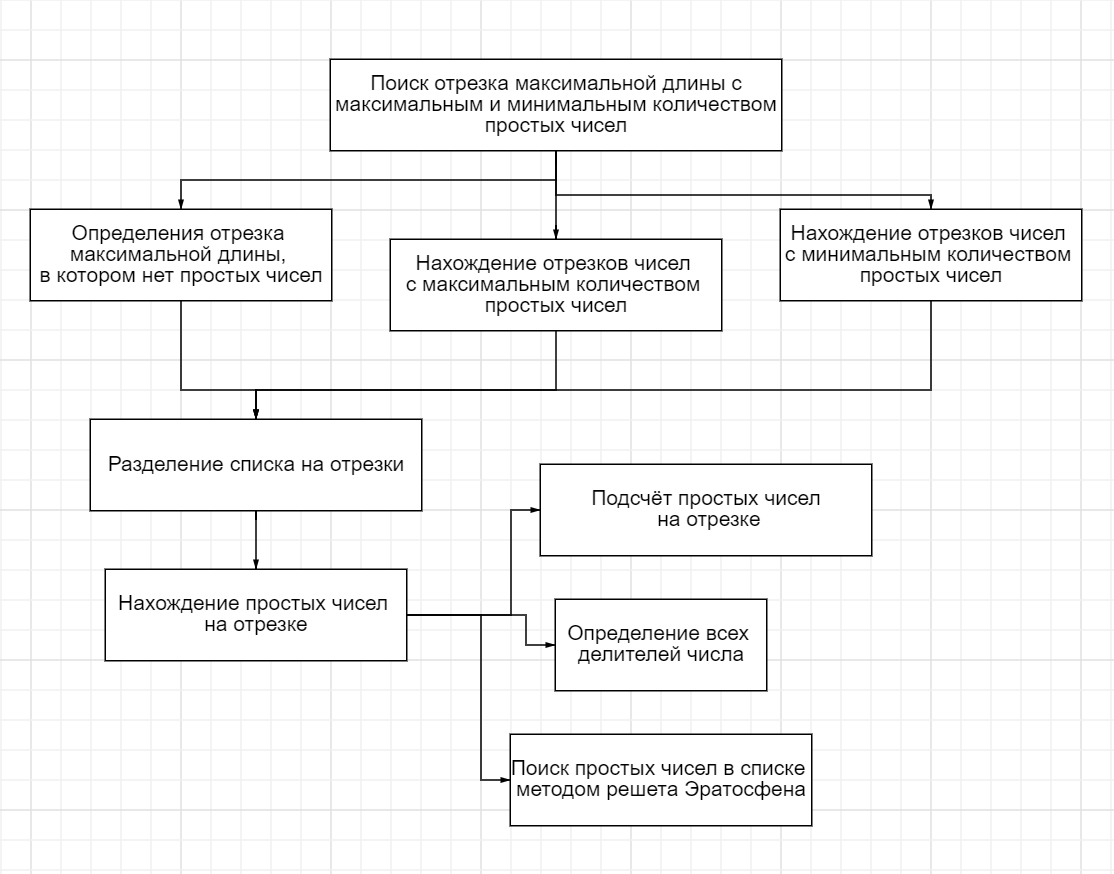 Поиск отрезка максимальной длины с
максимальным и минимальным количеством
простых чисел
Определения отрезка
максимальной длины,
в котором нет простых чисел
Нахождение отрезков чисел
с максимальным количеством
простых чисел
Нахождение отрезков чисел
с минимальным количеством
простых чисел
Разделение списка на отрезки
Подсчёт простых чисел
на отрезке
Нахождение простых чисел
на отрезке
Определение всех
делителей числа
Поиск простых чисел в списке
методом решета Эратосфена